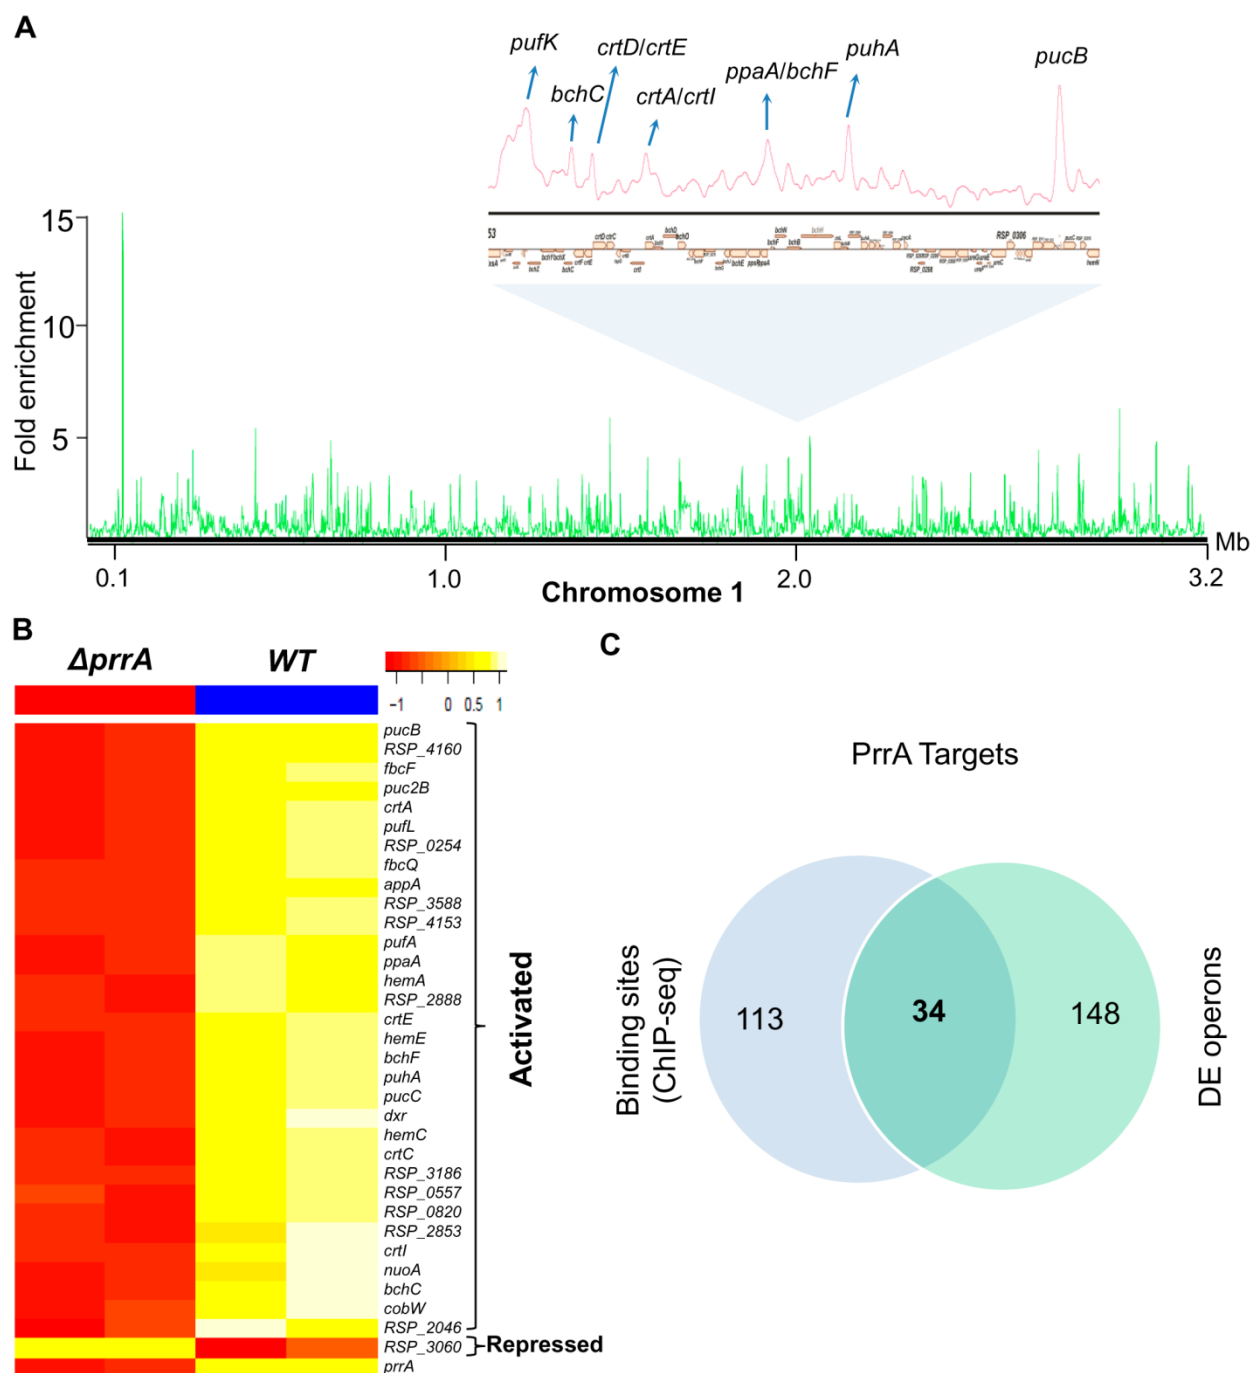 A
pufK
crtD/crtE
bchC
crtA/crtI
ppaA/bchF
puhA
pucB
53
RSP_0306
15
10
5
Fold enrichment
Mb
0.1
1.0
2.0
3.2
Chromosome 1
B
ΔprrA
WT
−1
0
0.5
1
pucB
RSP_4160
fbcF
puc2B
crtA
pufL
RSP_0254
fbcQ
appA
RSP_3588
RSP_4153
pufA
ppaA
hemA
RSP_2888
crtE
hemE
bchF
puhA
pucC
dxr
hemC
crtC
RSP_3186
RSP_0557
RSP_0820
RSP_2853
crtI
nuoA
bchC
cobW
RSP_2046
RSP_3060
prrA
Activated
Repressed
C
PrrA Targets
Binding sites
(ChIP-seq)
113
34
148
DE operons